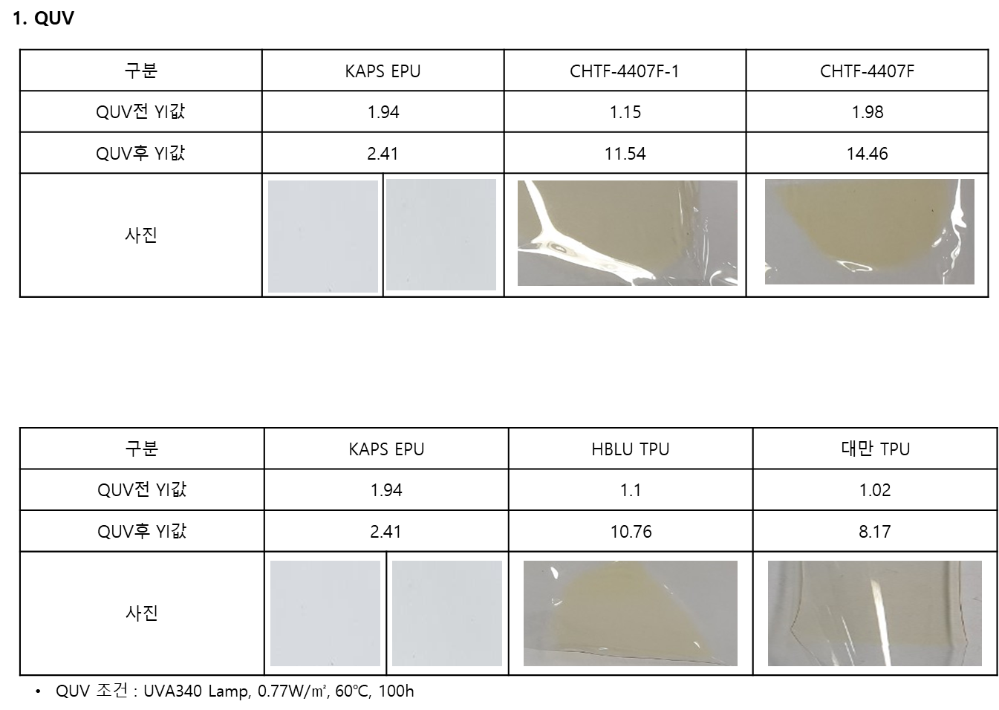 1. QUV
구분 KAPS EPU CHTF-4407F-1 CHTF-4407F
QUV전 YI값 1.94 1.15 1.98
QUV후 YI값 2.41 11.54 14.46
사진
구분 KAPS EPU HBLU TPU 대만 TPU
QUV전 YI값 1.94 1.1 1.02
QUV후 YI값 2.41 10.76 8.17
사진
• QUV 조건 : UVA340 Lamp, 0.77W/㎡, 60℃, 100h